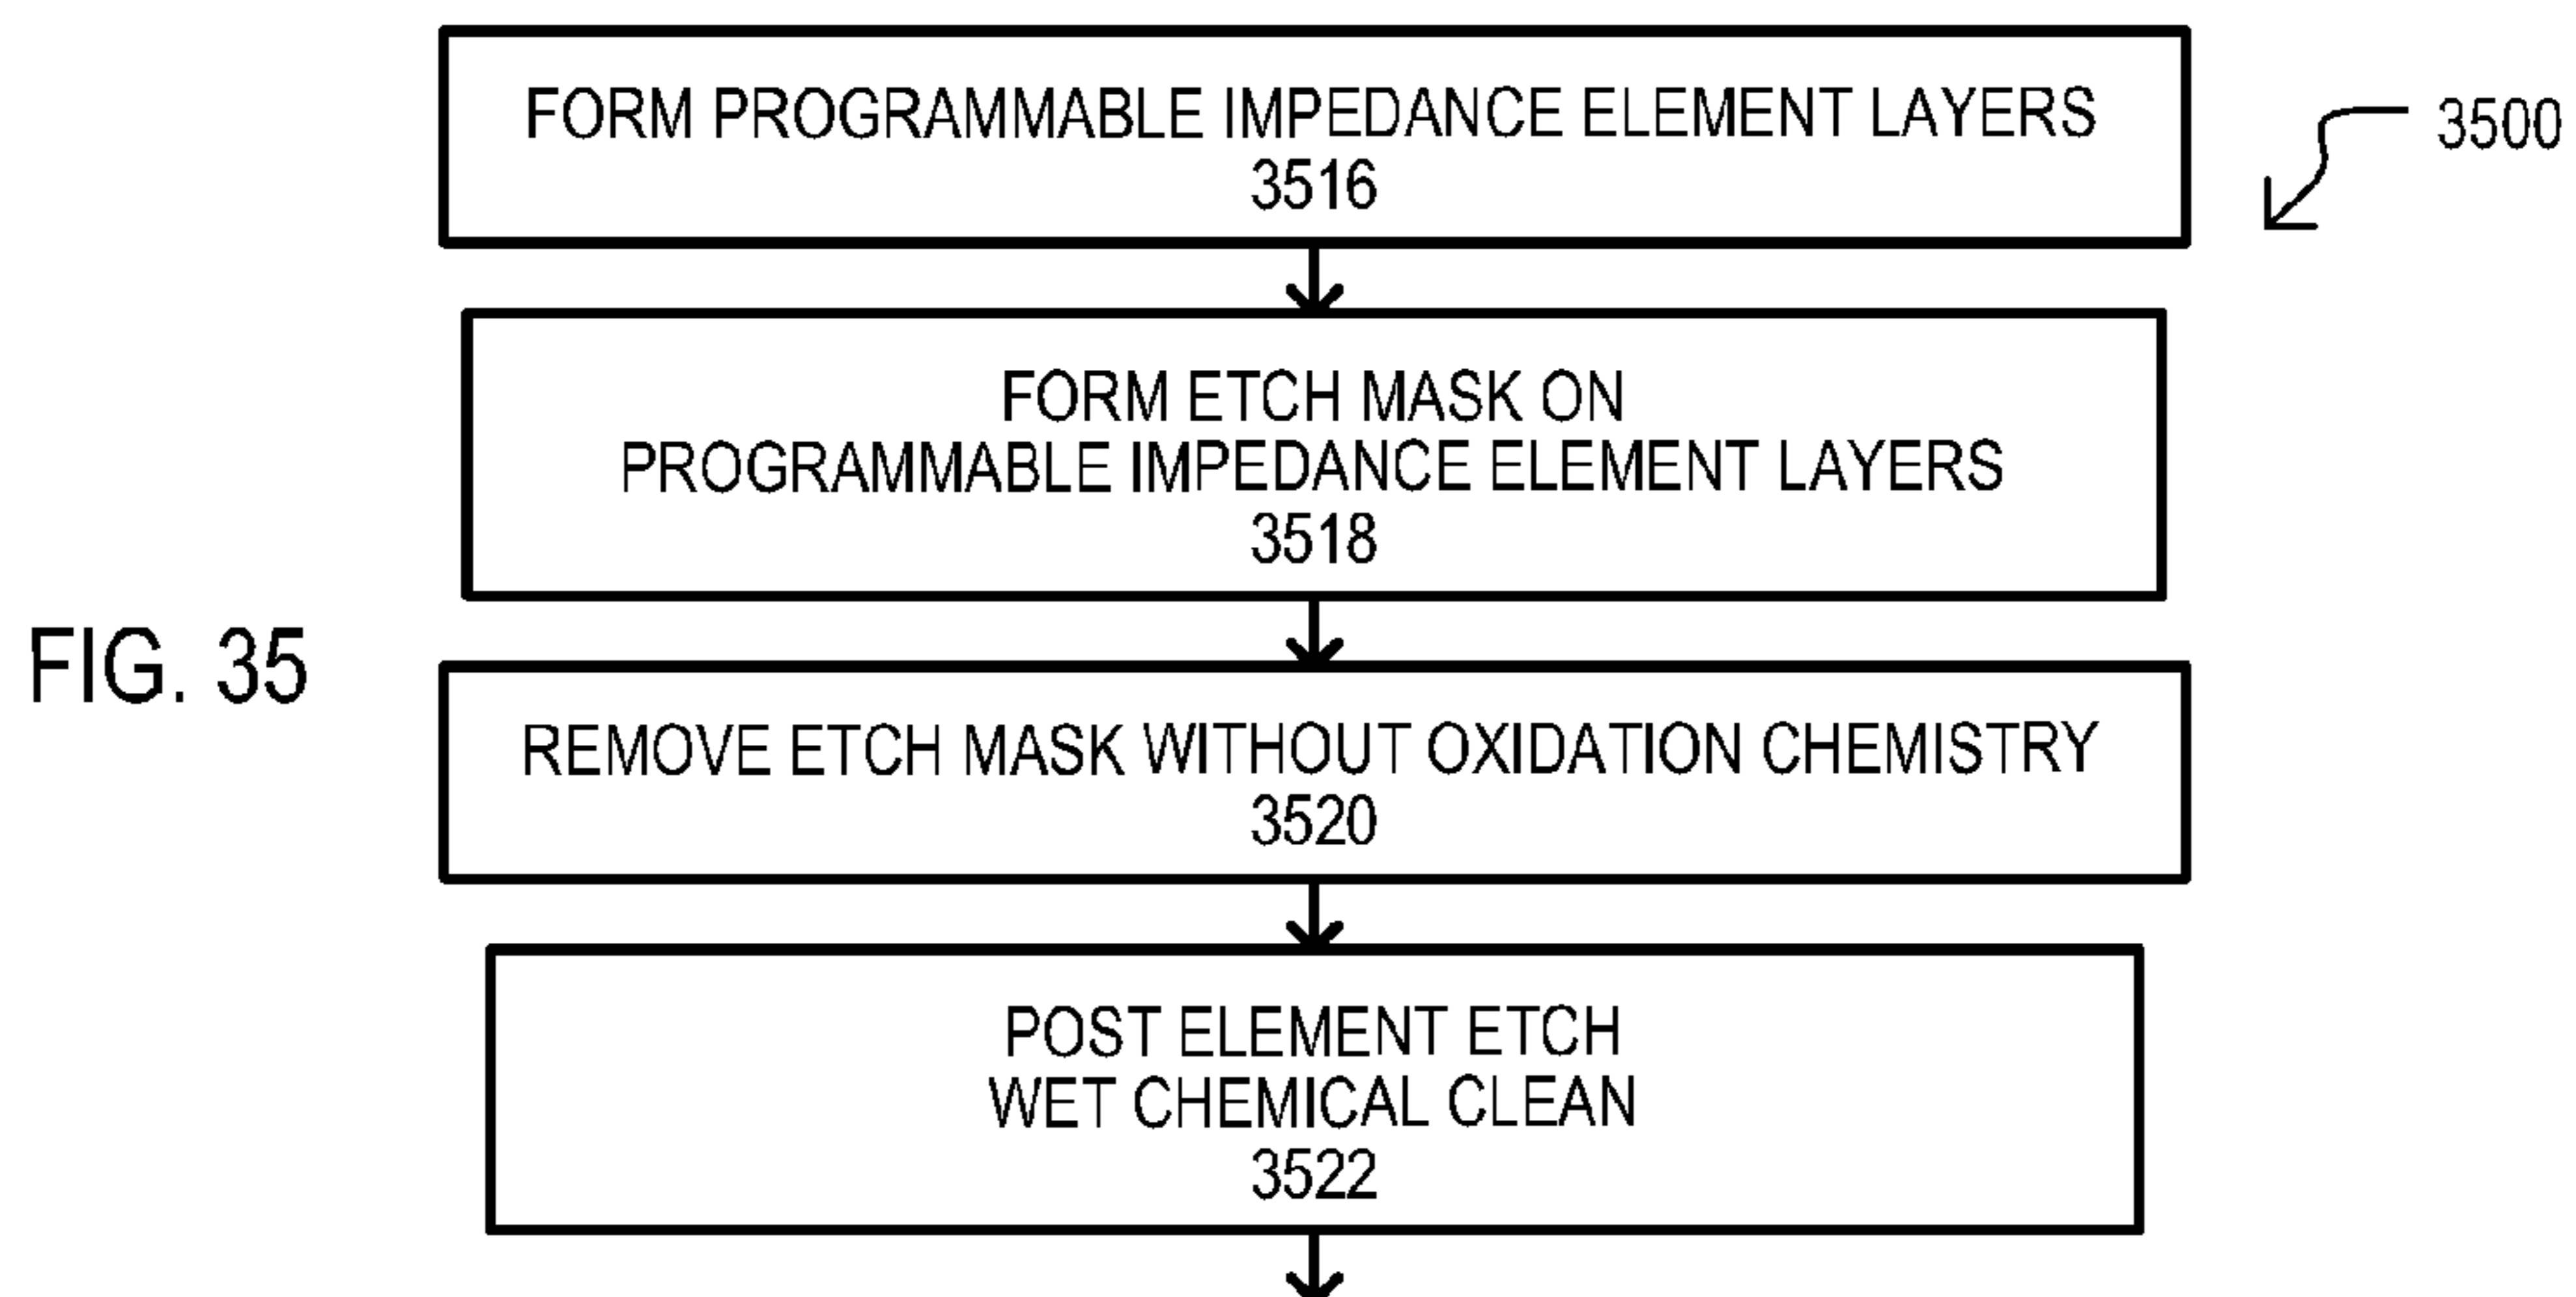 FORM PROGRAMMABLE IMPEDANCE ELEMENT LAYERS
3516
3500
FORM ETCH MASK ON
PROGRAMMABLE IMPEDANCE ELEMENT LAYERS
3518
FIG. 35
REMOVE ETCH MASK WITHOUT OXIDATION CHEMISTRY
3520
POST ELEMENT ETCH
WET CHEMICAL CLEAN
3522